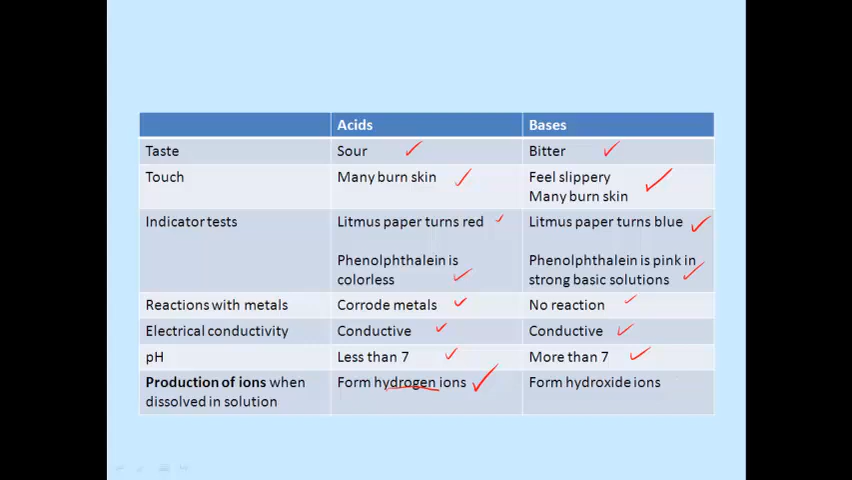 Acids Bases
Taste Sour Bitter
Touch Many burn skin Feel slippery
Many burn skin
Indicator tests Litmus paper turns red Litmus paper turns blue
Phenolphthalein is Phenolphthalein is pink in
colorless strong basic solutions
Reactions with metals Corrode metals No reaction
Electrical conductivity Conductive Conductive
pH Less than 7 More than 7
Production of ions when Form hydrogen ions Form hydroxide ions
dissolved in solution